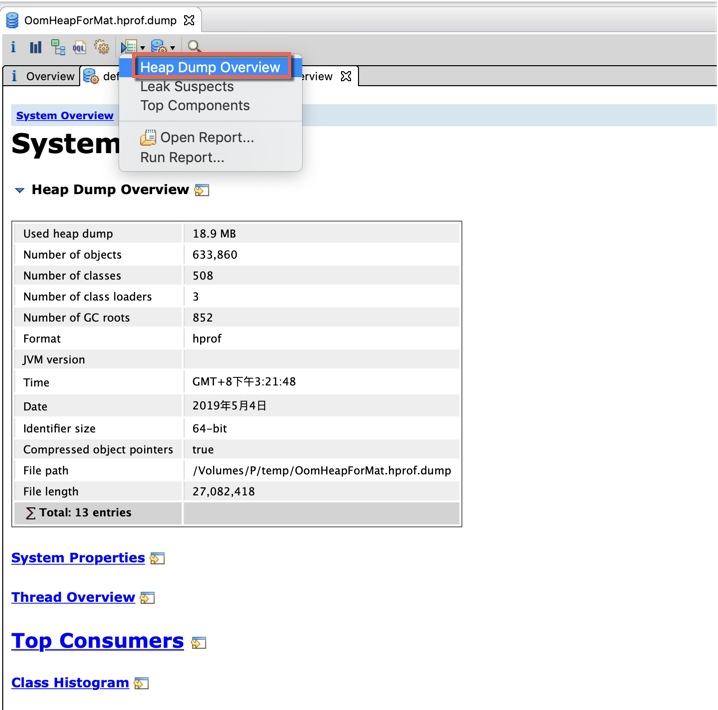 OomHeapForMat.hprof.dump
i OQL
Heap Dump Overview
i Overview def erview
Leak Suspects
Top Components
System Overview
Open Report...
System
Run Report...
Heap Dump Overview
Used heap dump 18.9 MB
Number of objects 633,860
Number of classes 508
Number of class loaders 3
Number of GC roots 852
Format hprof
JVM version
Time GMT+8下午3:21:48
Date 2019年5月4日
Identifier size 64-bit
Compressed object pointers true
File path /Volumes/P/temp/OomHeapForMat.hprof.dump
File length 27,082,418
∑ Total: 13 entries
System Properties
Thread Overview
Top Consumers
Class Histogram